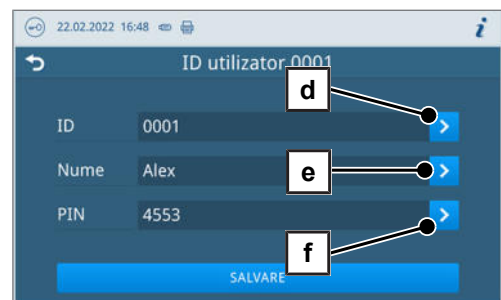 22.02.2022 16:48 i
ID utilizator 0001
d
ID 0001
Nume Alex e
PIN 4553
f
SALVARE